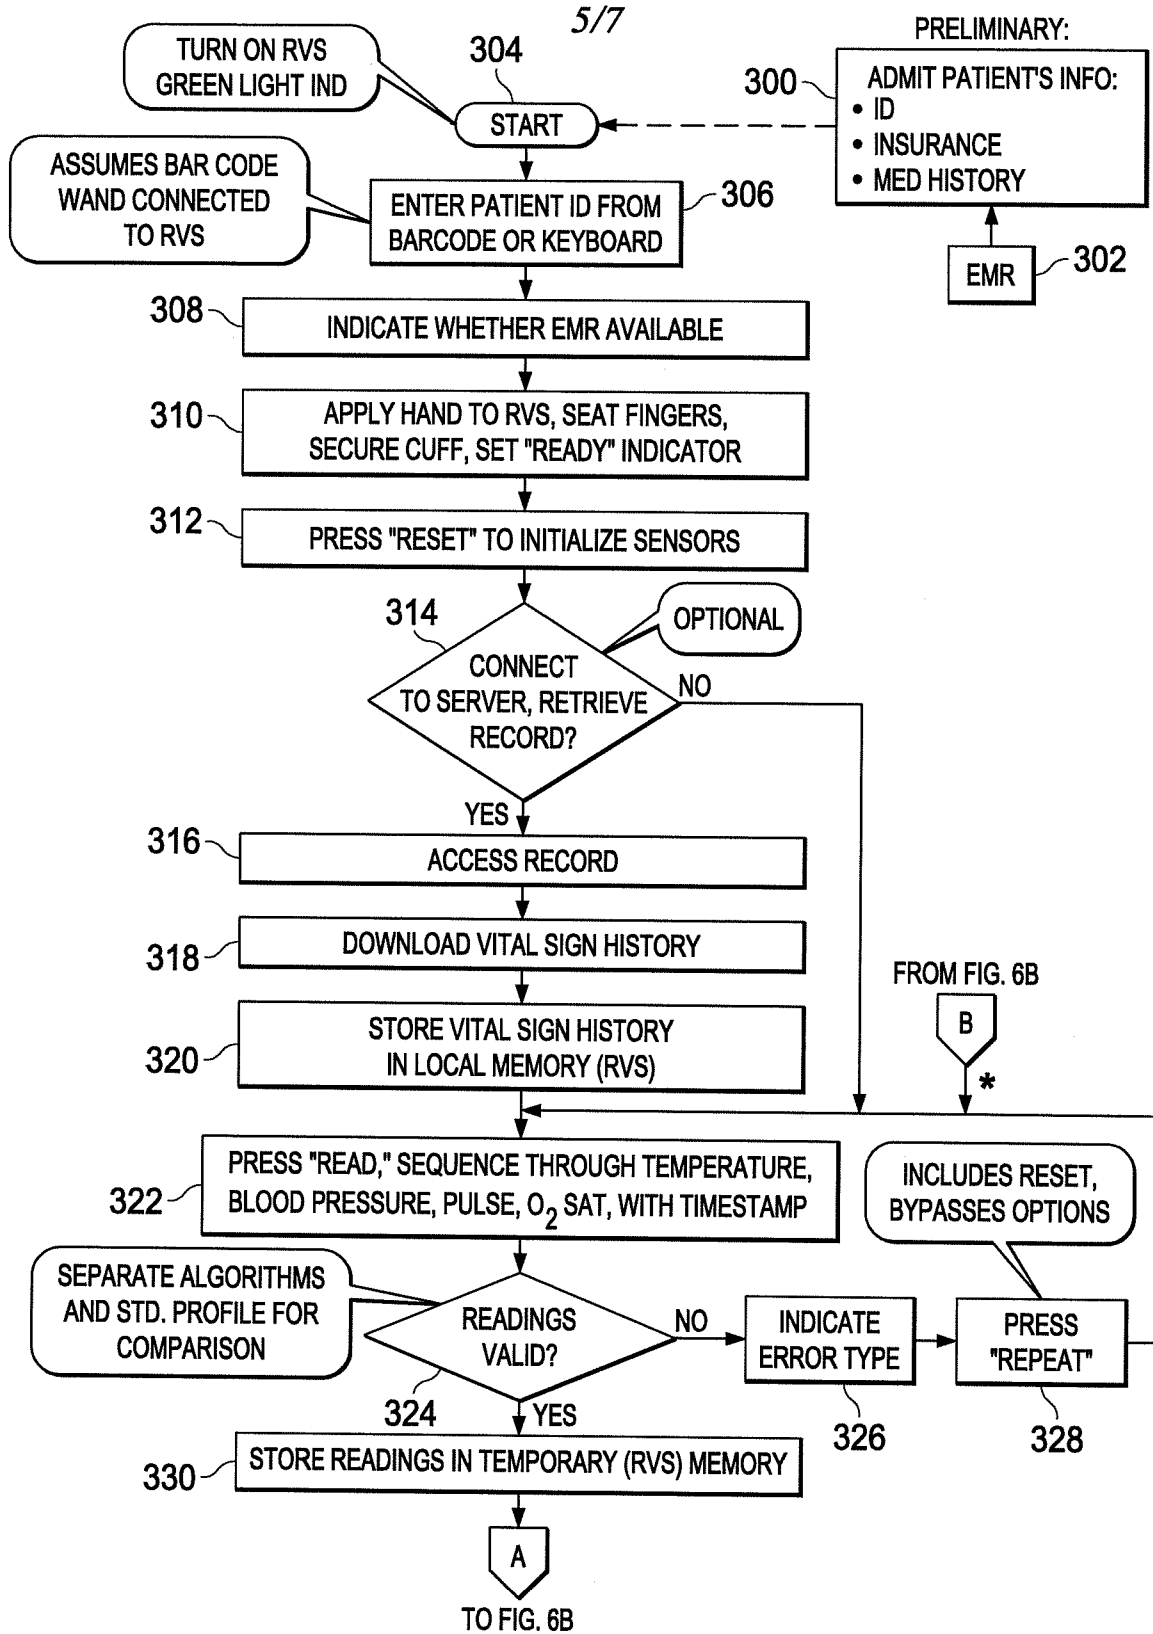 5/7
PRELIMINARY:
TURN ON RVS
GREEN LIGHT IND
304
START
300
ADMIT PATIENT'S INFO:
• ID
• INSURANCE
• MED HISTORY
ASSUMES BAR CODE
WAND CONNECTED
TO RVS
ENTER PATIENT ID FROM
BARCODE OR KEYBOARD
306
EMR
302
308
INDICATE WHETHER EMR AVAILABLE
310
APPLY HAND TO RVS, SEAT FINGERS,
SECURE CUFF, SET "READY" INDICATOR
312
PRESS "RESET" TO INITIALIZE SENSORS
314
OPTIONAL
CONNECT
TO SERVER, RETRIEVE
RECORD?
NO
YES
316
ACCESS RECORD
318
DOWNLOAD VITAL SIGN HISTORY
FROM FIG. 6B
B
*
320
STORE VITAL SIGN HISTORY
IN LOCAL MEMORY (RVS)
322
PRESS "READ," SEQUENCE THROUGH TEMPERATURE,
BLOOD PRESSURE, PULSE, O2 SAT, WITH TIMESTAMP
INCLUDES RESET,
BYPASSES OPTIONS
SEPARATE ALGORITHMS
AND STD. PROFILE FOR
COMPARISON
READINGS
VALID?
324
NO
INDICATE
ERROR TYPE
326
PRESS
"REPEAT"
328
YES
330
STORE READINGS IN TEMPORARY (RVS) MEMORY
A
TO FIG. 6B